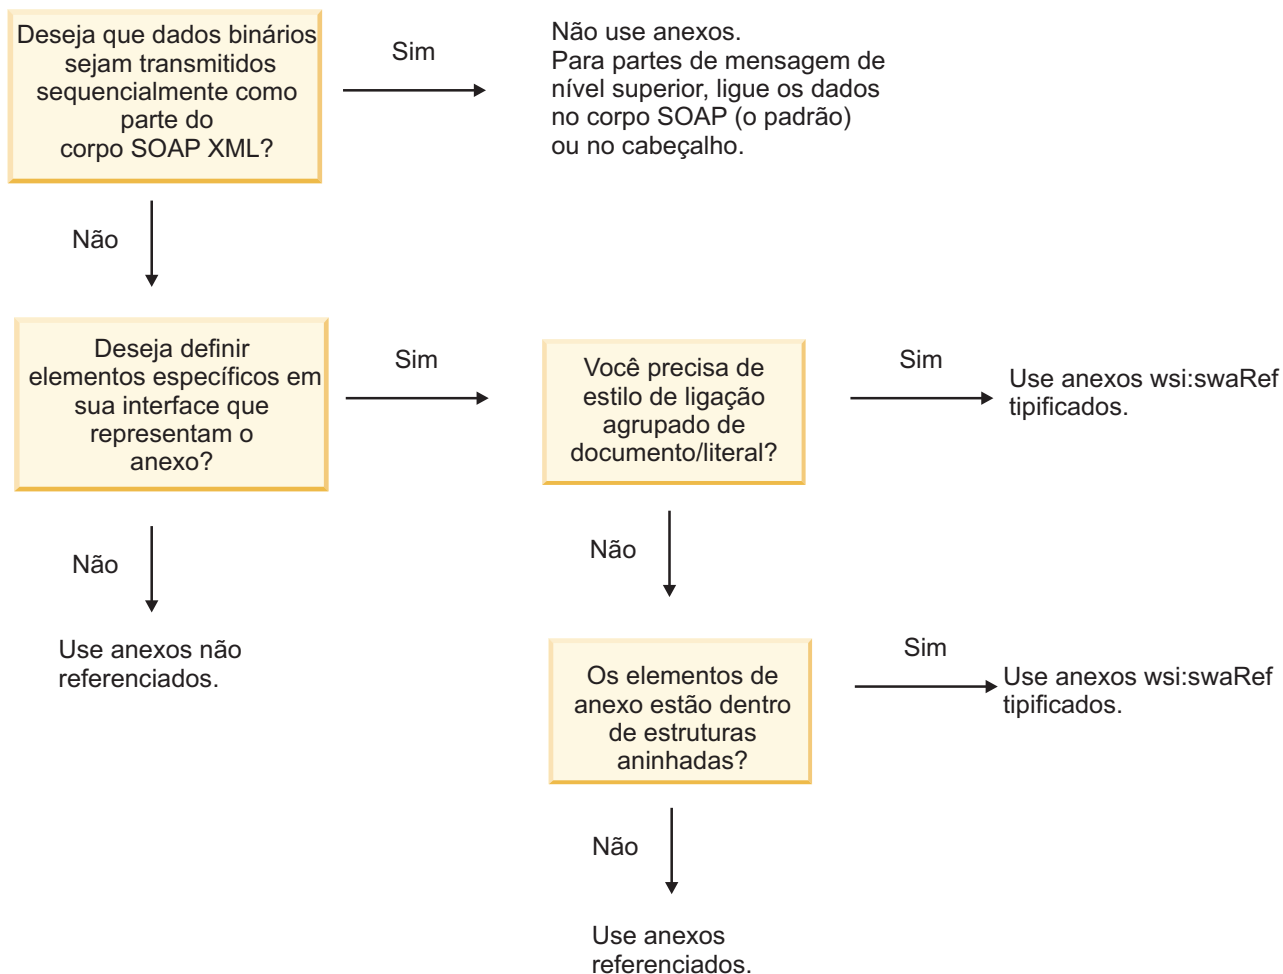 Deseja que dados binários
sejam transmitidos
sequencialmente como
parte do
corpo SOAP XML?
Sim
Não use anexos.
Para partes de mensagem de
nível superior, ligue os dados
no corpo SOAP (o padrão)
ou no cabeçalho.
Não
Deseja definir
elementos específicos em
sua interface que
representam o
anexo?
Sim
Você precisa de
estilo de ligação
agrupado de
documento/literal?
Sim
Use anexos wsi:swaRef
tipificados.
Não
Use anexos não
referenciados.
Não
Os elementos de
anexo estão dentro
de estruturas
aninhadas?
Sim
Use anexos wsi:swaRef
tipificados.
Não
Use anexos
referenciados.